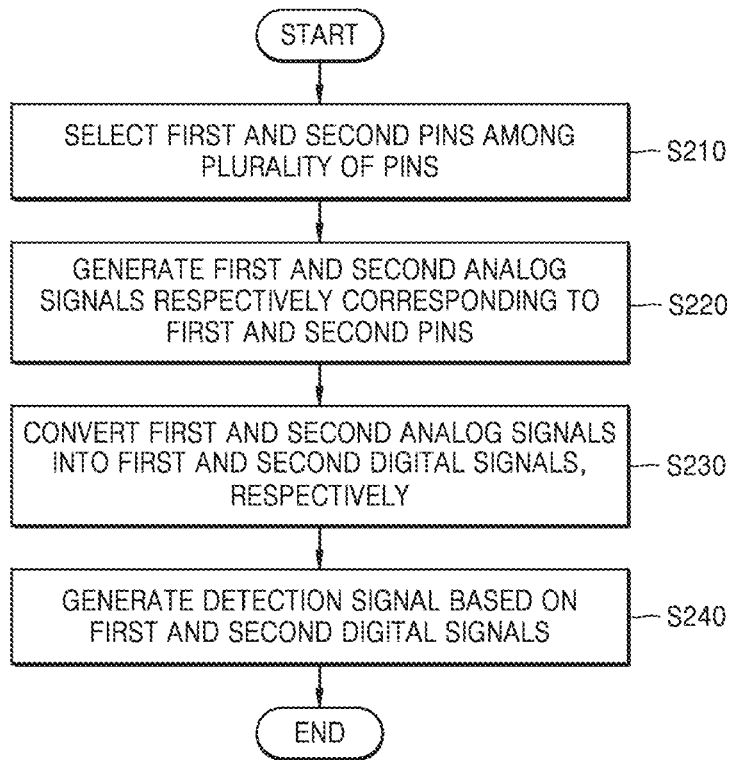 START
SELECT FIRST AND SECOND PINS AMONG
PLURALITY OF PINS
S210
GENERATE FIRST AND SECOND ANALOG
SIGNALS RESPECTIVELY CORRESPONDING TO
FIRST AND SECOND PINS
S220
CONVERT FIRST AND SECOND ANALOG SIGNALS
INTO FIRST AND SECOND DIGITAL SIGNALS,
RESPECTIVELY
S230
GENERATE DETECTION SIGNAL BASED ON
FIRST AND SECOND DIGITAL SIGNALS
S240
END